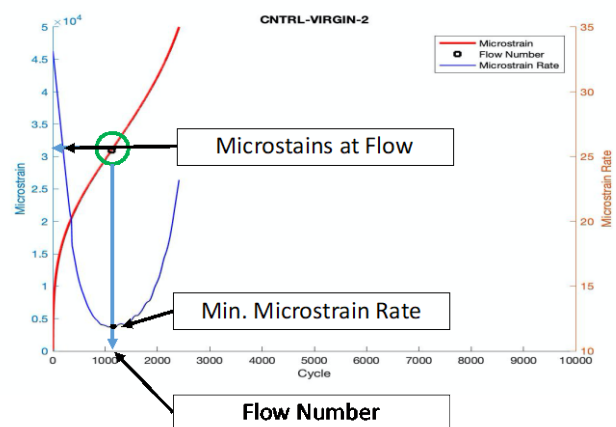 CNTRL-VIRGIN-2
×10⁴
5
4.5
4
3.5
3
2.5
2
1.5
1
0.5
0
Microstrain
35
30
25
20
15
10
Microstrain Rate
Microstrain
Flow Number
Microstrain Rate
Microstains at Flow
Min. Microstrain Rate
0 1000 2000 3000 4000 5000 6000 7000 8000 9000 10000
Cycle
Flow Number